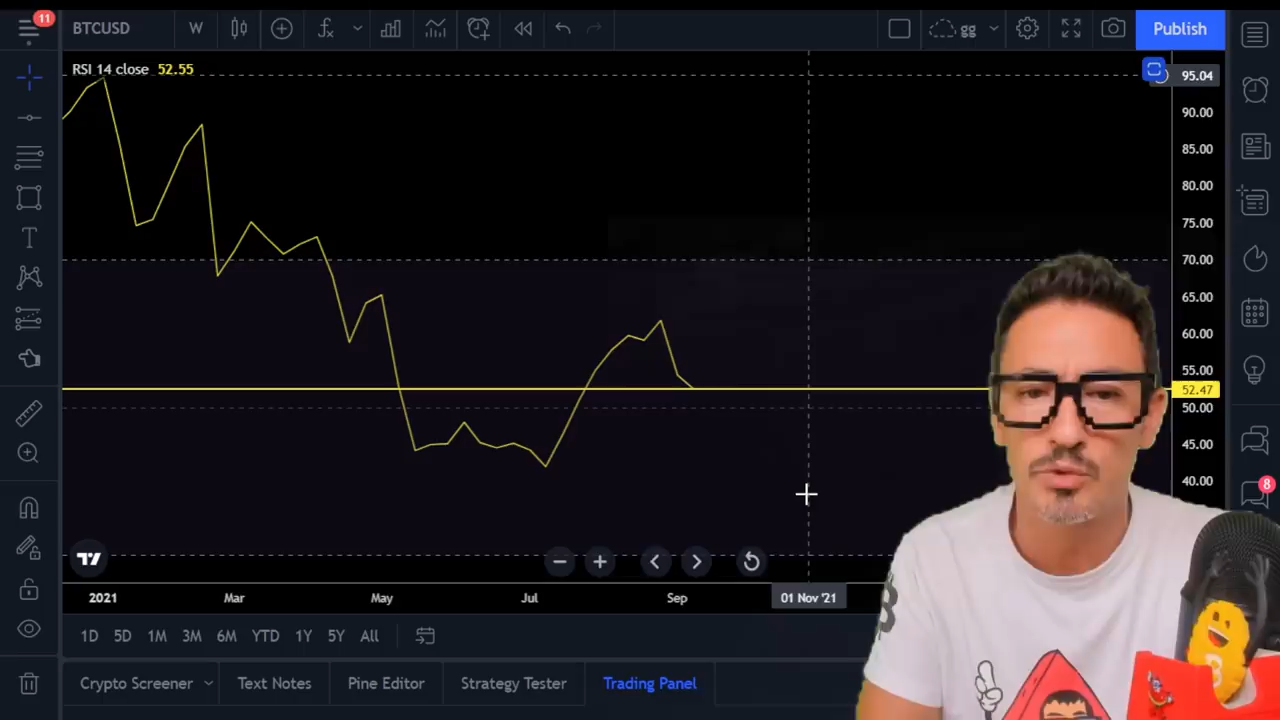 11
BTCUSD
W
gg
Publish
RSI 14 close 52.55
95.04
90.00
85.00
80.00
75.00
70.00
65.00
60.00
55.00
52.47
50.00
45.00
40.00
8
2021
Mar
May
Jul
Sep
01 Nov '21
1D 5D 1M 3M 6M YTD 1Y 5Y All
Crypto Screener Text Notes Pine Editor Strategy Tester Trading Panel